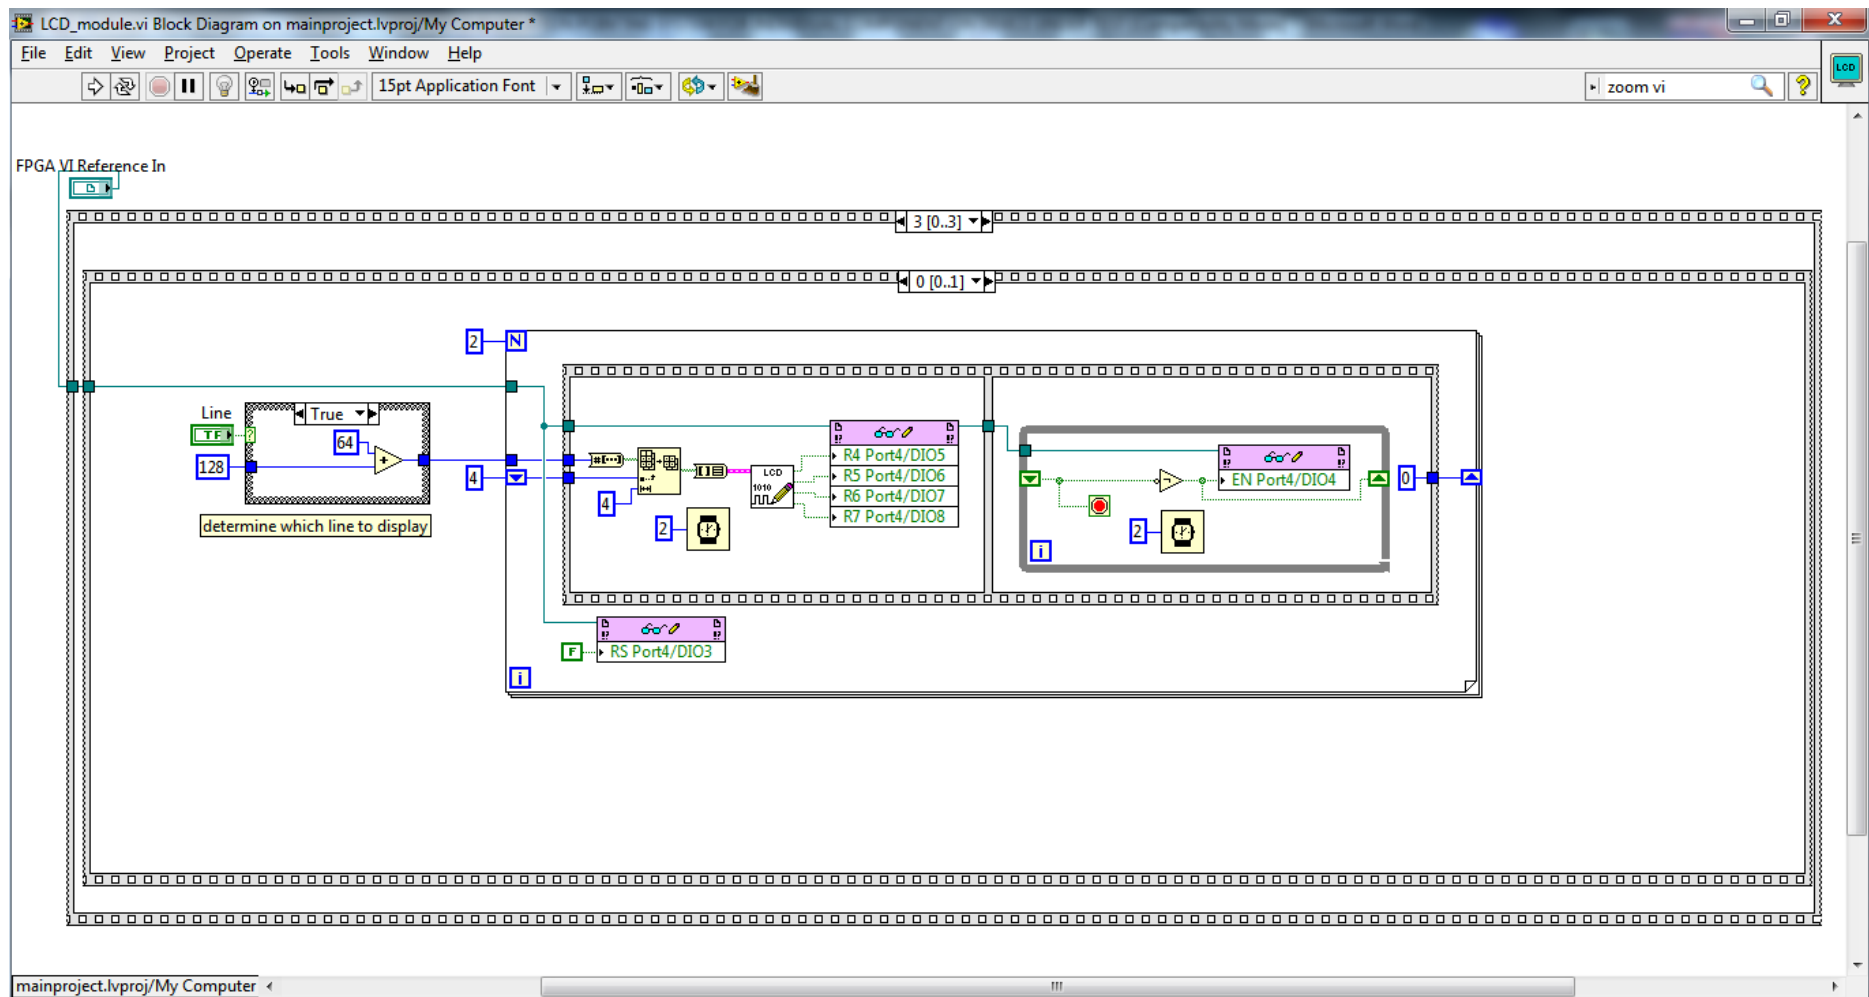 LCD_module.vi Block Diagram on mainproject.lvproj/My Computer *
File Edit View Project Operate Tools Window Help
15pt Application Font
zoom vi
?
LCD
FPGA VI Reference In
3 [0..3]
0 [0..1]
2
N
Line
True
TF
?
64
128
+
4
#[...]
4
2
LCD
1010
R4 Port4/DIO5
R5 Port4/DIO6
R6 Port4/DIO7
R7 Port4/DIO8
EN Port4/DIO4
0
2
i
determine which line to display
F
RS Port4/DIO3
i
mainproject.lvproj/My Computer